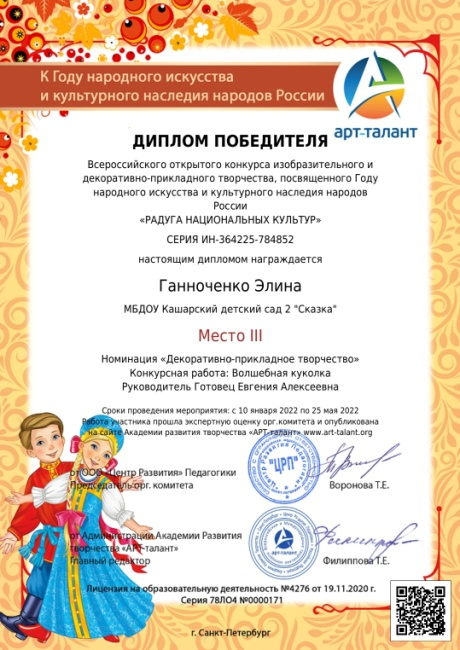 К Году народного искусства
и культурного наследия народов России
арт-талант
ДИПЛОМ ПОБЕДИТЕЛЯ
Всероссийского открытого конкурса изобразительного и
декоративно-прикладного творчества, посвященного Году
народного искусства и культурного наследия народов
России
«РАДУГА НАЦИОНАЛЬНЫХ КУЛЬТУР»
СЕРИЯ ИН-364225-784852
настоящим дипломом награждается
Ганноченко Элина
МБДОУ Кашарский детский сад 2 "Сказка"
Место III
Номинация «Декоративно-прикладное творчество»
Конкурсная работа: Волшебная куколка
Руководитель Готовец Евгения Алексеевна
Сроки проведения мероприятия: с 10 января 2022 по 25 мая 2022
Работа участника прошла экспертную оценку орг.комитета и опубликована
на сайте Академии развития творчества «АРТ-талант» www.art-talant.org
от ООО «Центр Развития» Педагогики
Председатель орг. комитета
"ЦРП"
Воронова Т.Е.
от Администрации Академии Развития
творчества «АРТ-талант»
Главный редактор
арт-талант
Филиппова Т.Е.
Лицензия на образовательную деятельность №4276 от 19.11.2020 г.
Серия 78ЛО4 №0000171
г. Санкт-Петербург